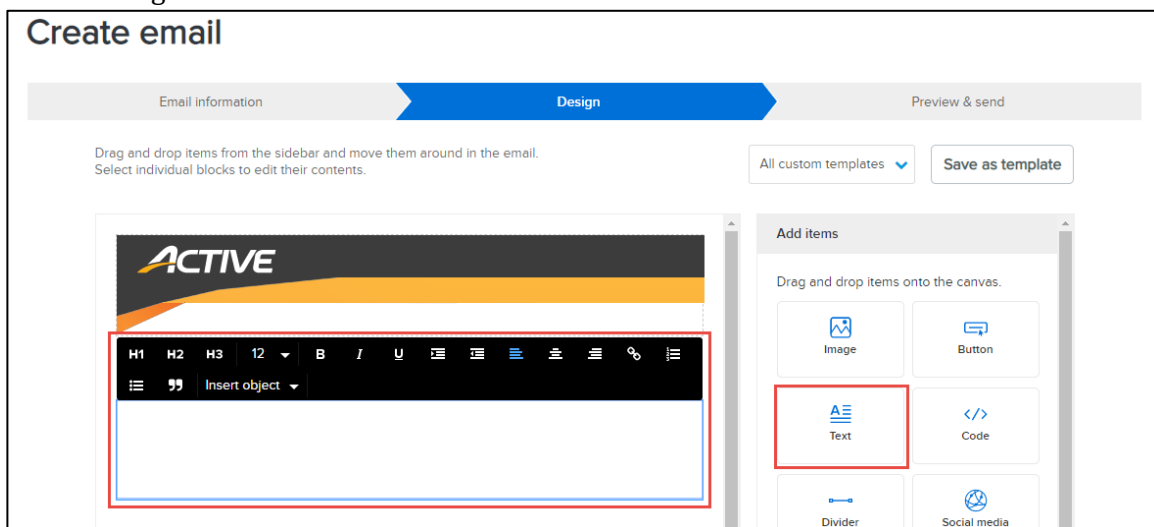 Create email
Email information
Design
Preview & send
Drag and drop items from the sidebar and move them around in the email.
Select individual blocks to edit their contents.
All custom templates
Save as template
ACTIVE
H1 H2 H3 12 B I U
Insert object
Add items
Drag and drop items onto the canvas.
Image
Button
Text
Code
Divider
Social media